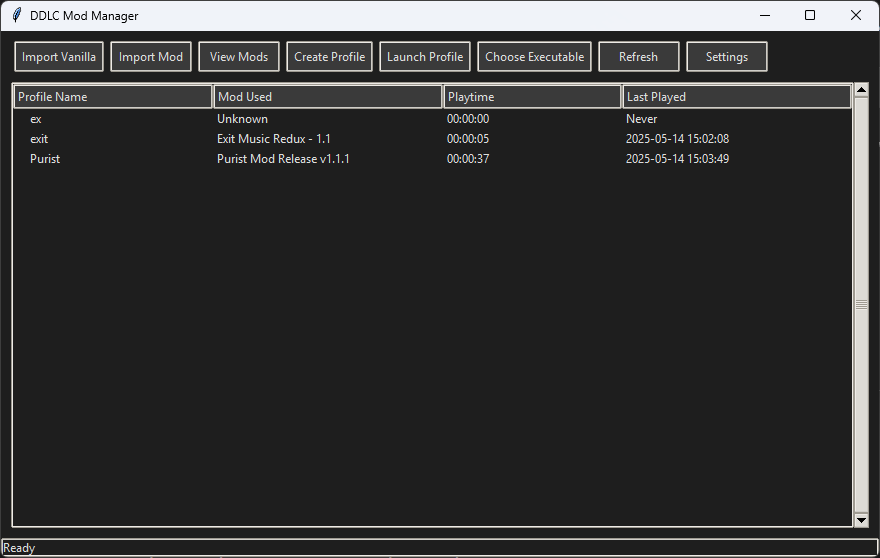 DDLC Mod Manager
Import Vanilla Import Mod View Mods Create Profile Launch Profile Choose Executable Refresh Settings
Profile Name Mod Used Playtime Last Played
ex Unknown 00:00:00 Never
exit Exit Music Redux - 1.1 00:00:05 2025-05-14 15:02:08
Purist Purist Mod Release v1.1.1 00:00:37 2025-05-14 15:03:49
Ready